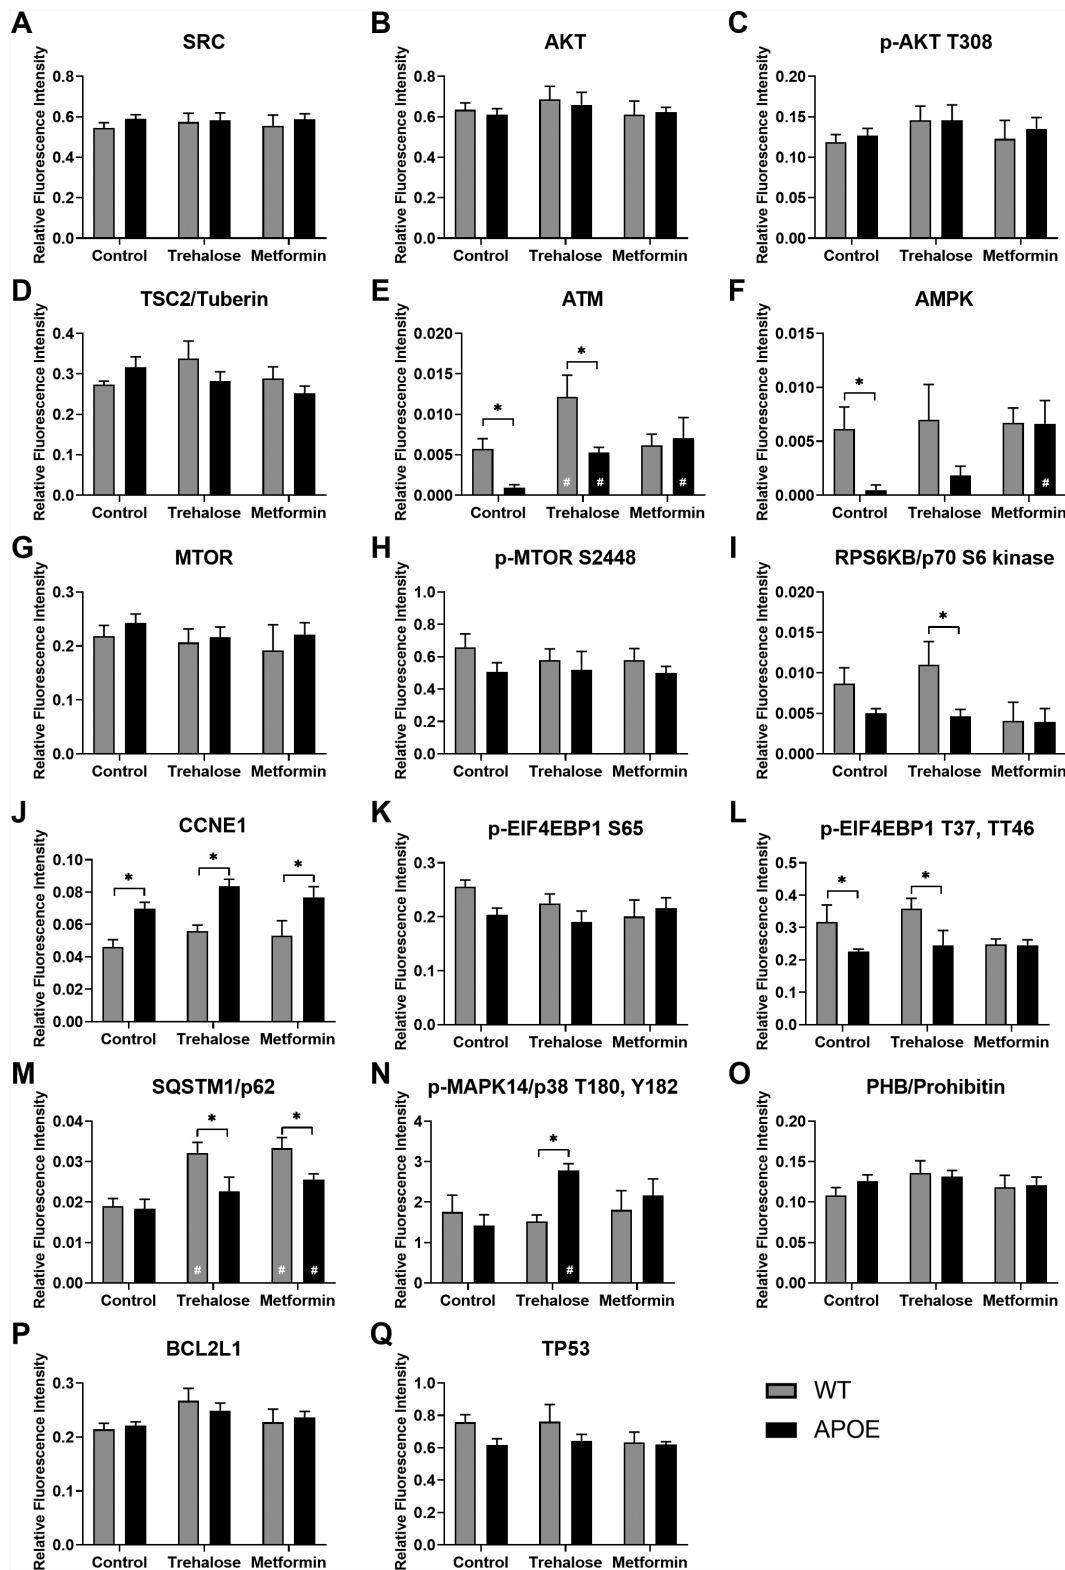 A
SRC
Relative Fluorescence Intensity
0.8
0.6
0.4
0.2
0.0
Control Trehalose Metformin
B
AKT
Relative Fluorescence Intensity
0.8
0.6
0.4
0.2
0.0
Control Trehalose Metformin
C
p-AKT T308
Relative Fluorescence Intensity
0.20
0.15
0.10
0.05
0.00
Control Trehalose Metformin
D
TSC2/Tuberin
Relative Fluorescence Intensity
0.4
0.3
0.2
0.1
0.0
Control Trehalose Metformin
E
ATM
Relative Fluorescence Intensity
0.020
0.015
0.010
0.005
0.000
* *
# # #
Control Trehalose Metformin
F
AMPK
Relative Fluorescence Intensity
0.015
0.010
0.005
0.000
*
#
Control Trehalose Metformin
G
MTOR
Relative Fluorescence Intensity
0.3
0.2
0.1
0.0
Control Trehalose Metformin
H
p-MTOR S2448
Relative Fluorescence Intensity
1.0
0.8
0.6
0.4
0.2
0.0
Control Trehalose Metformin
I
RPS6KB/p70 S6 kinase
Relative Fluorescence Intensity
0.020
0.015
0.010
0.005
0.000
*
Control Trehalose Metformin
J
CCNE1
Relative Fluorescence Intensity
0.10
0.08
0.06
0.04
0.02
0.00
* * *
Control Trehalose Metformin
K
p-EIF4EBP1 S65
Relative Fluorescence Intensity
0.3
0.2
0.1
0.0
Control Trehalose Metformin
L
p-EIF4EBP1 T37, TT46
Relative Fluorescence Intensity
0.5
0.4
0.3
0.2
0.1
0.0
* *
Control Trehalose Metformin
M
SQSTM1/p62
Relative Fluorescence Intensity
0.04
0.03
0.02
0.01
0.00
* *
# # #
Control Trehalose Metformin
N
p-MAPK14/p38 T180, Y182
Relative Fluorescence Intensity
4
3
2
1
0
*
#
Control Trehalose Metformin
O
PHB/Prohibitin
Relative Fluorescence Intensity
0.20
0.15
0.10
0.05
0.00
Control Trehalose Metformin
P
BCL2L1
Relative Fluorescence Intensity
0.3
0.2
0.1
0.0
Control Trehalose Metformin
Q
TP53
Relative Fluorescence Intensity
1.0
0.8
0.6
0.4
0.2
0.0
Control Trehalose Metformin
WT
APOE